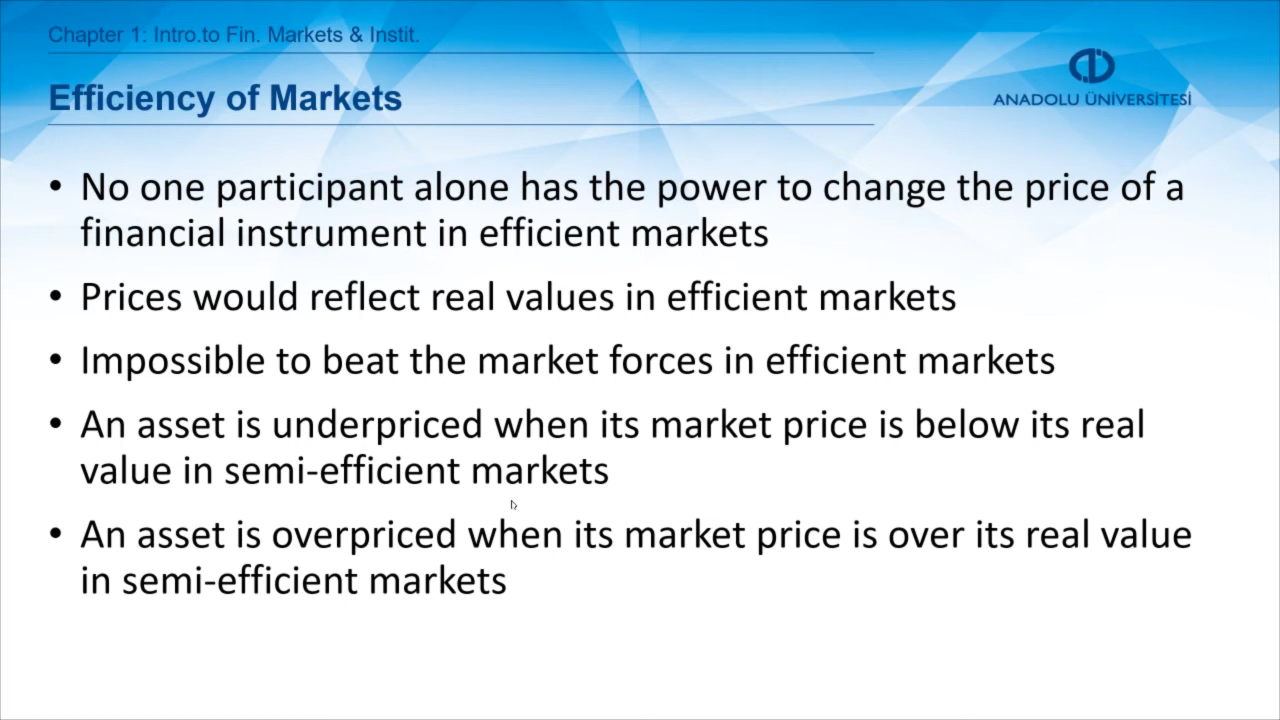 Chapter 1: Intro.to Fin. Markets & Instit.
Efficiency of Markets
ANADOLU ÜNİVERSİTESİ
• No one participant alone has the power to change the price of a
financial instrument in efficient markets
• Prices would reflect real values in efficient markets
• Impossible to beat the market forces in efficient markets
• An asset is underpriced when its market price is below its real
value in semi-efficient markets
• An asset is overpriced when its market price is over its real value
in semi-efficient markets